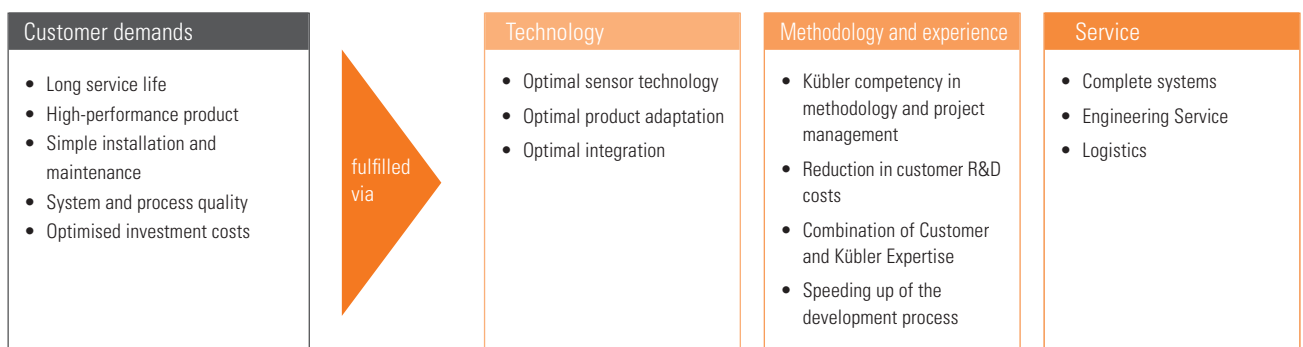 Customer demands
• Long service life
• High-performance product
• Simple installation and
maintenance
• System and process quality
• Optimised investment costs
fulfilled
via
Technology
• Optimal sensor technology
• Optimal product adaptation
• Optimal integration
Methodology and experience
• Kübler competency in
methodology and project
management
• Reduction in customer R&D
costs
• Combination of Customer
and Kübler Expertise
• Speeding up of the
development process
Service
• Complete systems
• Engineering Service
• Logistics